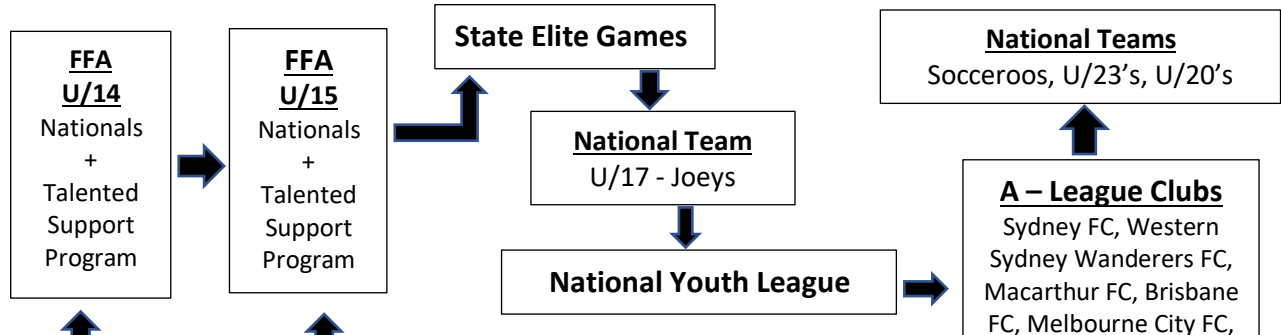 FFA
U/14
Nationals
+
Talented
Support
Program
FFA
U/15
Nationals
+
Talented
Support
Program
State Elite Games
National Team
U/17 - Joeys
National Youth League
National Teams
Socceroos, U/23’s, U/20’s
A – League Clubs
Sydney FC, Western
Sydney Wanderers FC,
Macarthur FC, Brisbane
FC, Melbourne City FC,